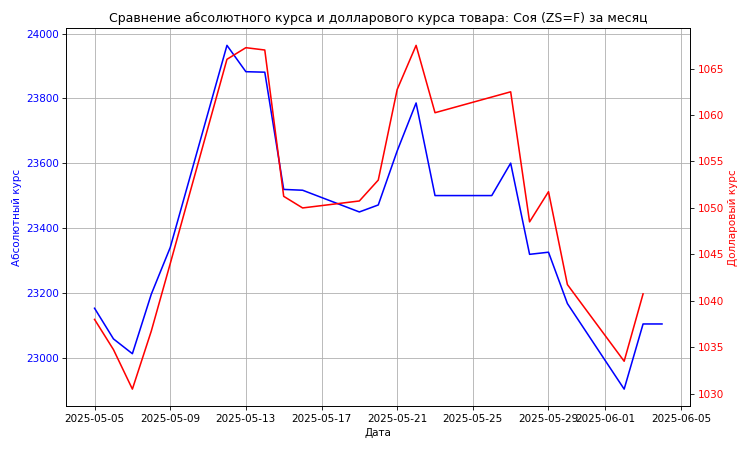 Сравнение абсолютного курса и долларового курса товара: Соя (ZS=F) за месяц
24000
23800
23600
23400
23200
23000
Абсолютный курс
1065
1060
1055
1050
1045
1040
1035
1030
Долларовый курс
2025-05-05 2025-05-09 2025-05-13 2025-05-17 2025-05-21 2025-05-25 2025-05-29 2025-06-01 2025-06-05
Дата